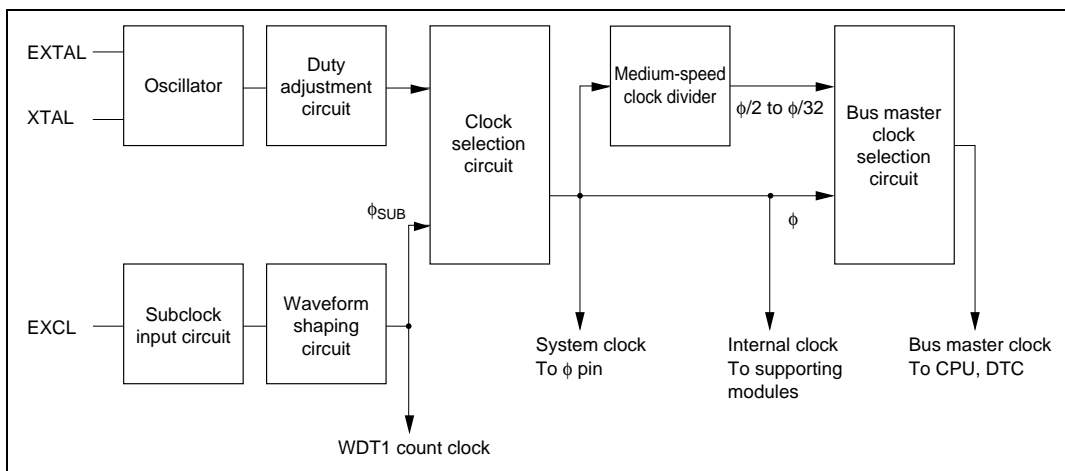 EXTAL
XTAL
Oscillator
Duty
adjustment
circuit
Clock
selection
circuit
Medium-speed
clock divider
ϕ/2 to ϕ/32
Bus master
clock
selection
circuit
ϕSUB
ϕ
EXCL
Subclock
input circuit
Waveform
shaping
circuit
System clock
To ϕ pin
Internal clock
To supporting
modules
Bus master clock
To CPU, DTC
WDT1 count clock